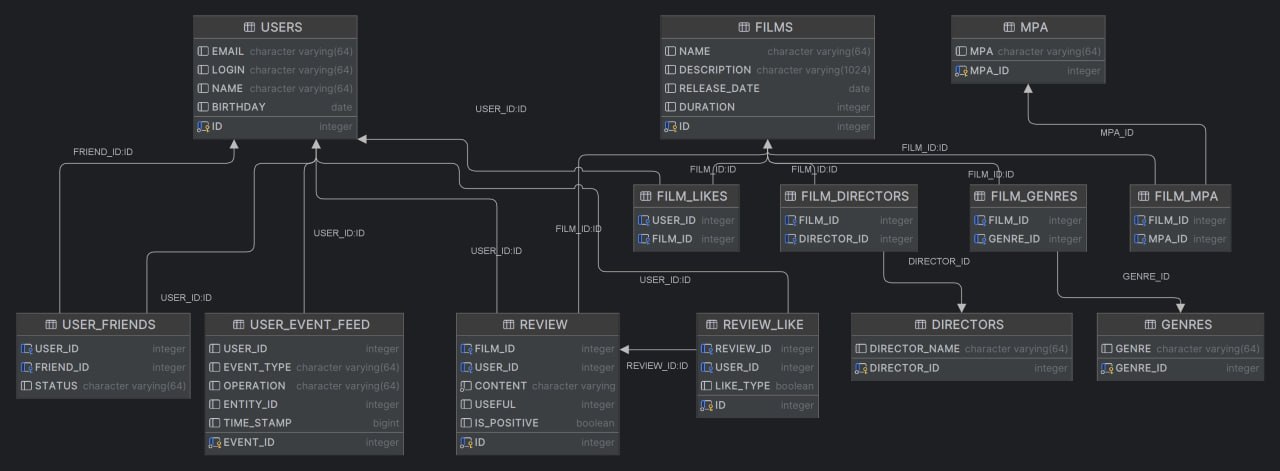 USERS
EMAIL character varying(64)
LOGIN character varying(64)
NAME character varying(64)
BIRTHDAY date
ID integer
FILMS
NAME character varying(64)
DESCRIPTION character varying(1024)
RELEASE_DATE date
DURATION integer
ID integer
MPA
MPA character varying(64)
MPA_ID integer
USER_ID:ID
FRIEND_ID:ID
MPA_ID
FILM_ID:ID
FILM_ID:ID
FILM_ID:ID
FILM_ID:ID
FILM_LIKES
USER_ID integer
FILM_ID integer
FILM_DIRECTORS
FILM_ID integer
DIRECTOR_ID integer
FILM_GENRES
FILM_ID integer
GENRE_ID integer
FILM_MPA
FILM_ID integer
MPA_ID integer
USER_ID:ID
FILM_ID:ID
USER_ID:ID
DIRECTOR_ID
USER_ID:ID
GENRE_ID
USER_ID:ID
USER_FRIENDS
USER_ID integer
FRIEND_ID integer
STATUS character varying(64)
USER_EVENT_FEED
USER_ID integer
EVENT_TYPE character varying(64)
OPERATION character varying(64)
ENTITY_ID integer
TIME_STAMP bigint
EVENT_ID integer
REVIEW
FILM_ID integer
USER_ID integer
CONTENT character varying
USEFUL integer
IS_POSITIVE boolean
ID integer
REVIEW_ID:ID
REVIEW_LIKE
REVIEW_ID integer
USER_ID integer
LIKE_TYPE boolean
ID integer
DIRECTORS
DIRECTOR_NAME character varying(64)
DIRECTOR_ID integer
GENRES
GENRE character varying(64)
GENRE_ID integer